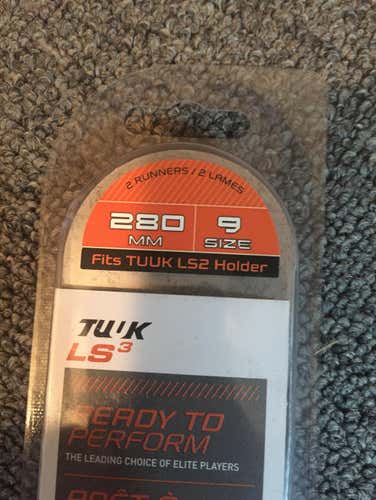 2 RUNNERS / 2 LAMES
280 MM
9 SIZE
Fits TUUK LS2 Holder
TUUK
LS³
READY TO
PERFORM
THE LEADING CHOICE OF ELITE PLAYERS
PRÊT À